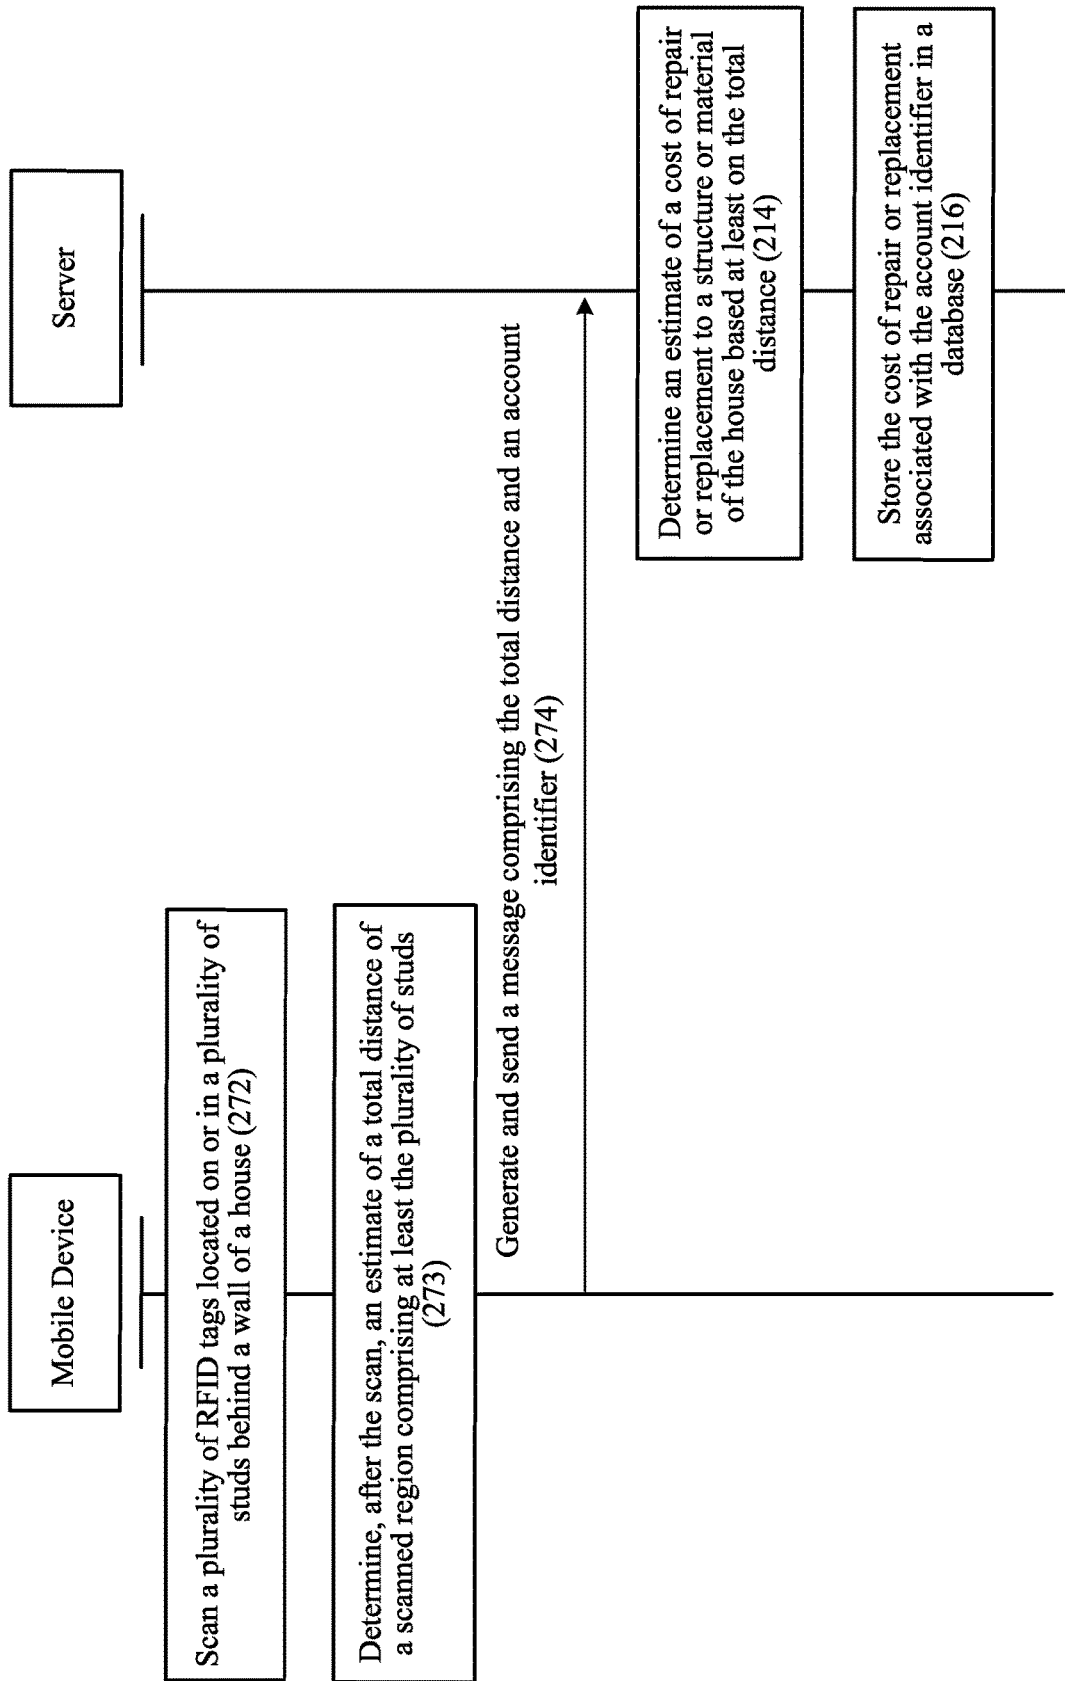 Mobile Device
Server
Scan a plurality of RFID tags located on or in a plurality of
studs behind a wall of a house (272)
Determine, after the scan, an estimate of a total distance of
a scanned region comprising at least the plurality of studs
(273)
Generate and send a message comprising the total distance and an account
identifier (274)
Determine an estimate of a cost of repair
or replacement to a structure or material
of the house based at least on the total
distance (214)
Store the cost of repair or replacement
associated with the account identifier in a
database (216)